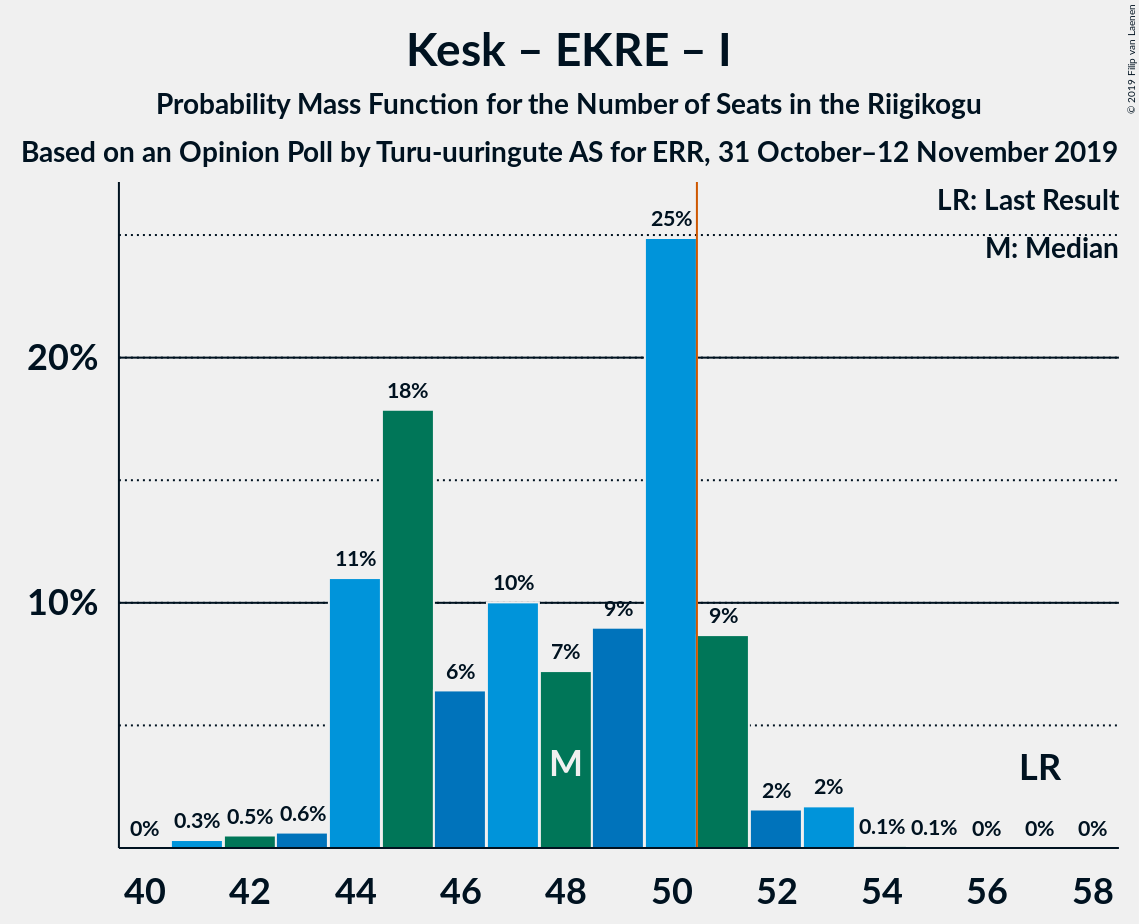 Kesk – EKRE – I
Probability Mass Function for the Number of Seats in the Riigikogu
Based on an Opinion Poll by Turu-uuringute AS for ERR, 31 October–12 November 2019
© 2019 Filip van Laenen
LR: Last Result
M: Median
25%
20%
18%
11%
10%
10%
9%
9%
7%
6%
M
LR
2%
2%
0%
0.3%
0.5%
0.6%
0.1%
0.1%
0%
0%
0%
40 42 44 46 48 50 52 54 56 58